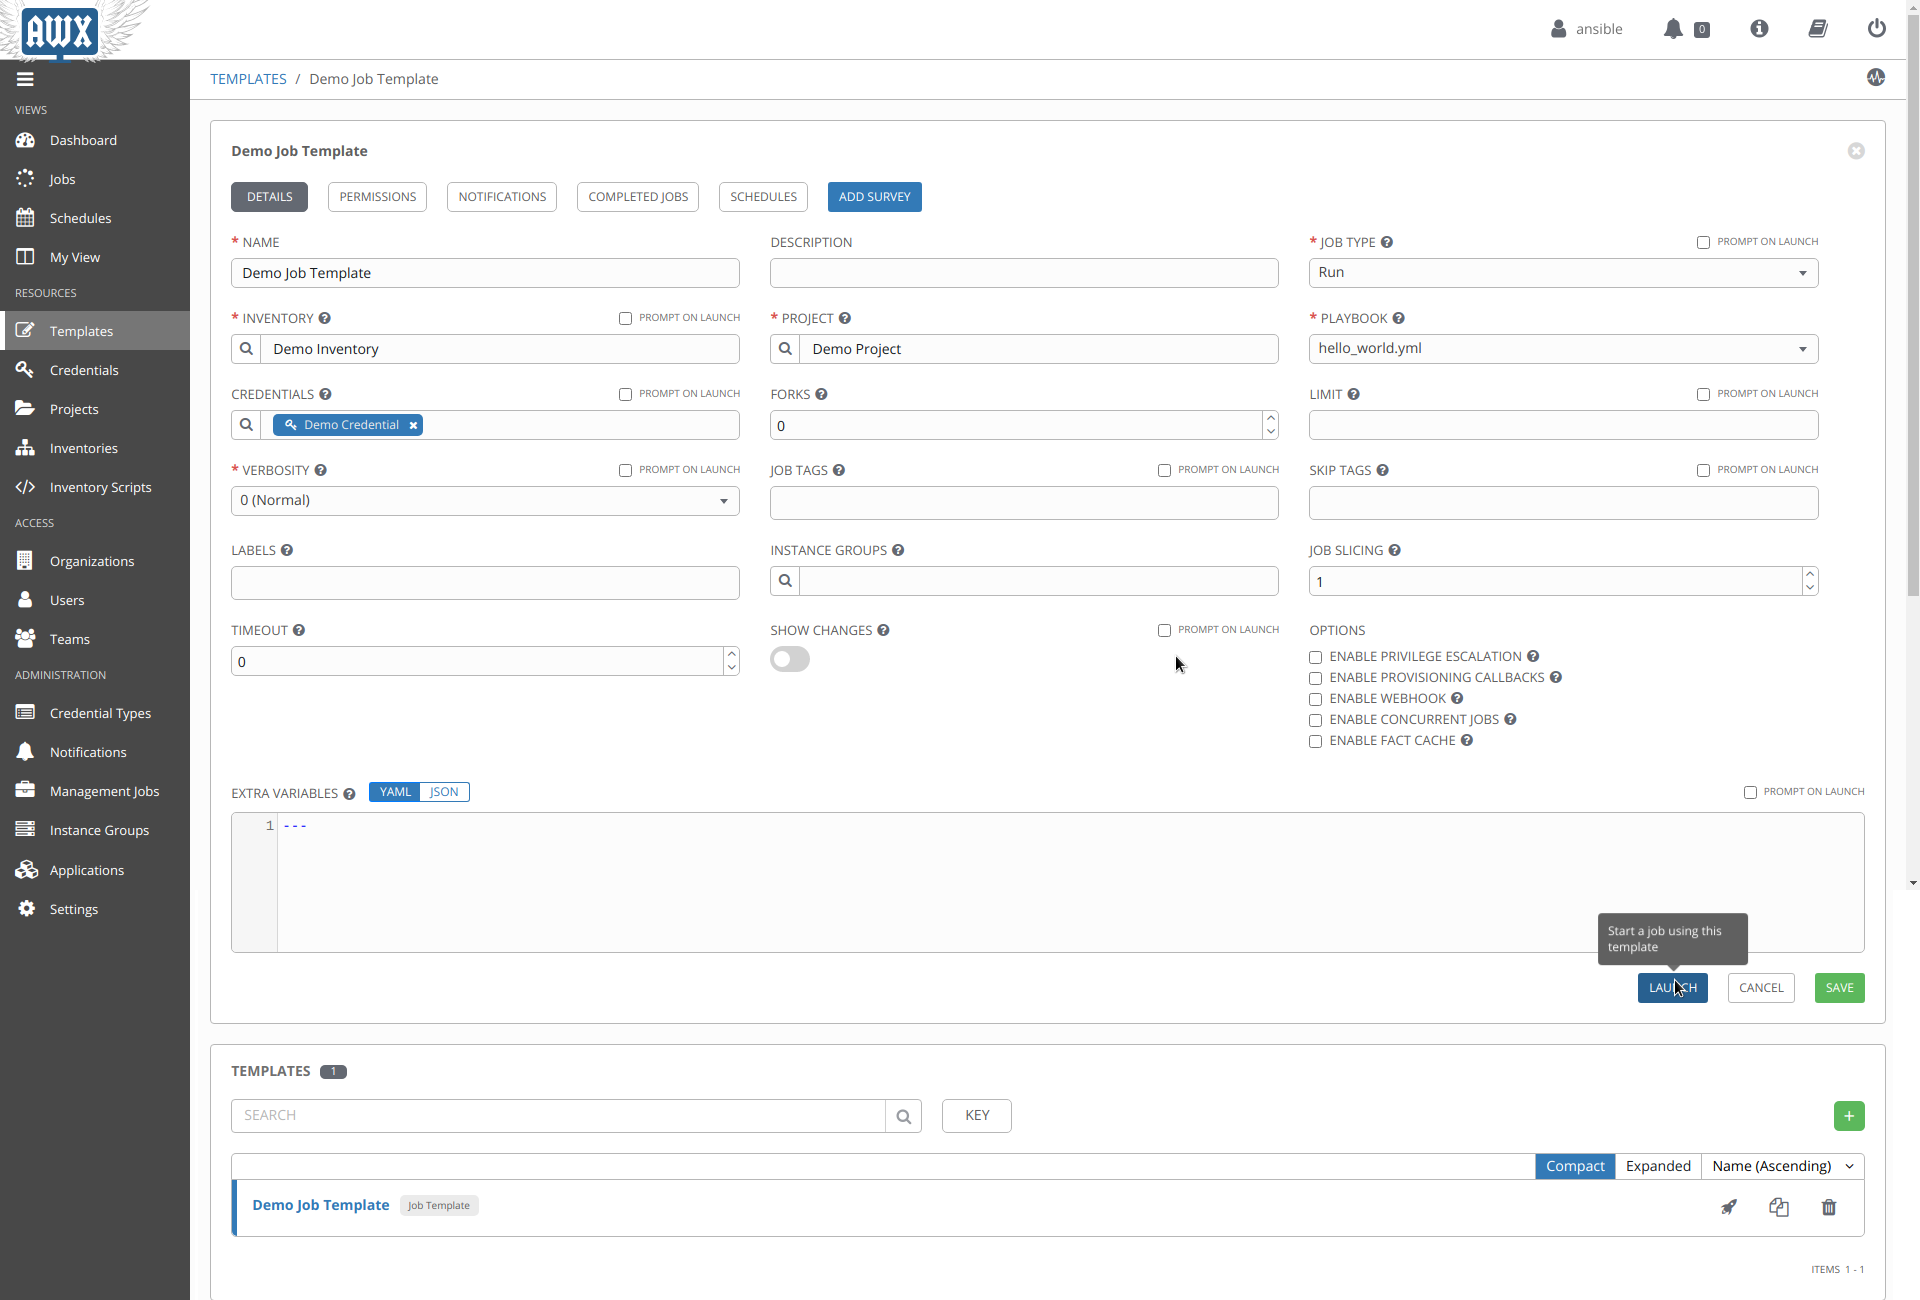 AWX
ansible
0
TEMPLATES / Demo Job Template
VIEWS
Dashboard
Jobs
Schedules
My View
RESOURCES
Templates
Credentials
Projects
Inventories
Inventory Scripts
ACCESS
Organizations
Users
Teams
ADMINISTRATION
Credential Types
Notifications
Management Jobs
Instance Groups
Applications
Settings
Demo Job Template
DETAILS PERMISSIONS NOTIFICATIONS COMPLETED JOBS SCHEDULES ADD SURVEY
* NAME DESCRIPTION * JOB TYPE PROMPT ON LAUNCH
Demo Job Template Run
* INVENTORY PROMPT ON LAUNCH * PROJECT * PLAYBOOK
Demo Inventory Demo Project hello_world.yml
CREDENTIALS PROMPT ON LAUNCH FORKS LIMIT PROMPT ON LAUNCH
Demo Credential 0
* VERBOSITY PROMPT ON LAUNCH JOB TAGS PROMPT ON LAUNCH SKIP TAGS PROMPT ON LAUNCH
0 (Normal)
LABELS INSTANCE GROUPS JOB SLICING
1
TIMEOUT SHOW CHANGES PROMPT ON LAUNCH OPTIONS
0
ENABLE PRIVILEGE ESCALATION
ENABLE PROVISIONING CALLBACKS
ENABLE WEBHOOK
ENABLE CONCURRENT JOBS
ENABLE FACT CACHE
EXTRA VARIABLES YAML JSON PROMPT ON LAUNCH
1 ---
Start a job using this
template
LAUNCH CANCEL SAVE
TEMPLATES 1
SEARCH KEY +
Compact Expanded Name (Ascending)
Demo Job Template Job Template
ITEMS 1 - 1